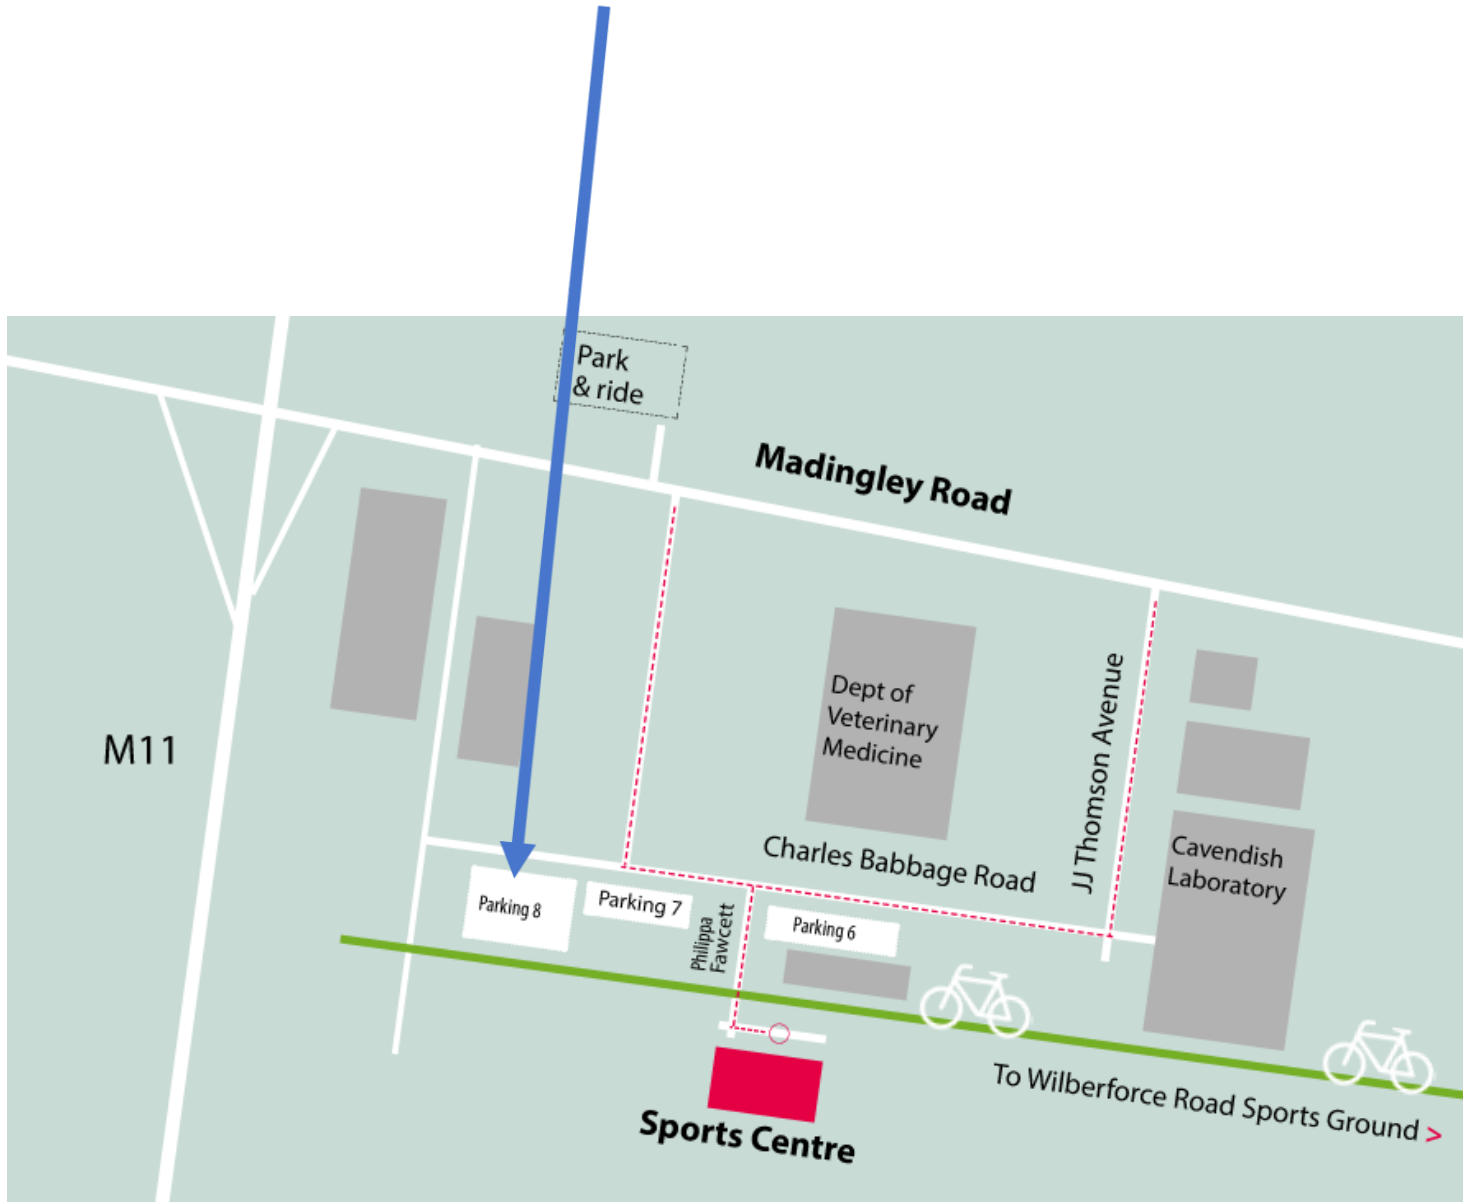 Park
& ride
Madingley Road
M11
Dept of
Veterinary
Medicine
JJ Thomson Avenue
Charles Babbage Road
Cavendish
Laboratory
Parking 8
Parking 7
Philippa
Fawcett
Parking 6
To Wilberforce Road Sports Ground >
Sports Centre